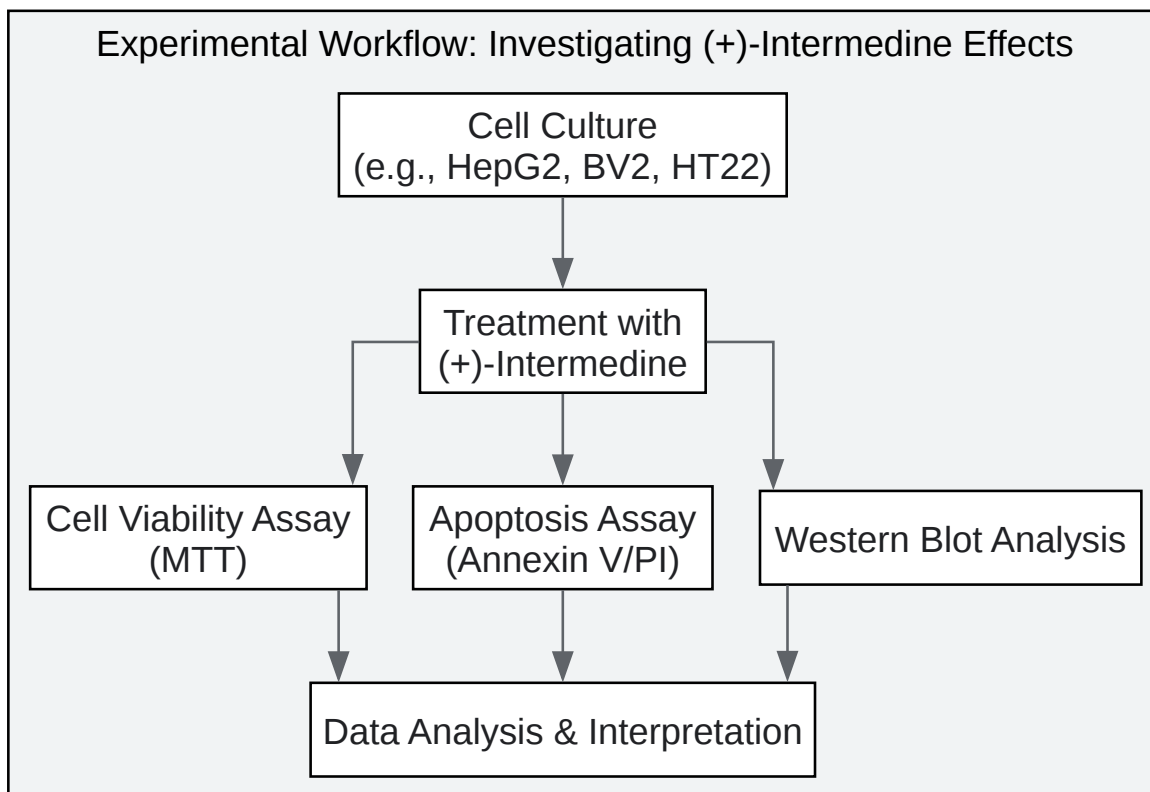 Experimental Workflow: Investigating (+)-Intermedine Effects
Cell Culture
(e.g., HepG2, BV2, HT22)
Treatment with
(+)-Intermedine
Cell Viability Assay
(MTT)
Apoptosis Assay
(Annexin V/PI)
Western Blot Analysis
Data Analysis & Interpretation